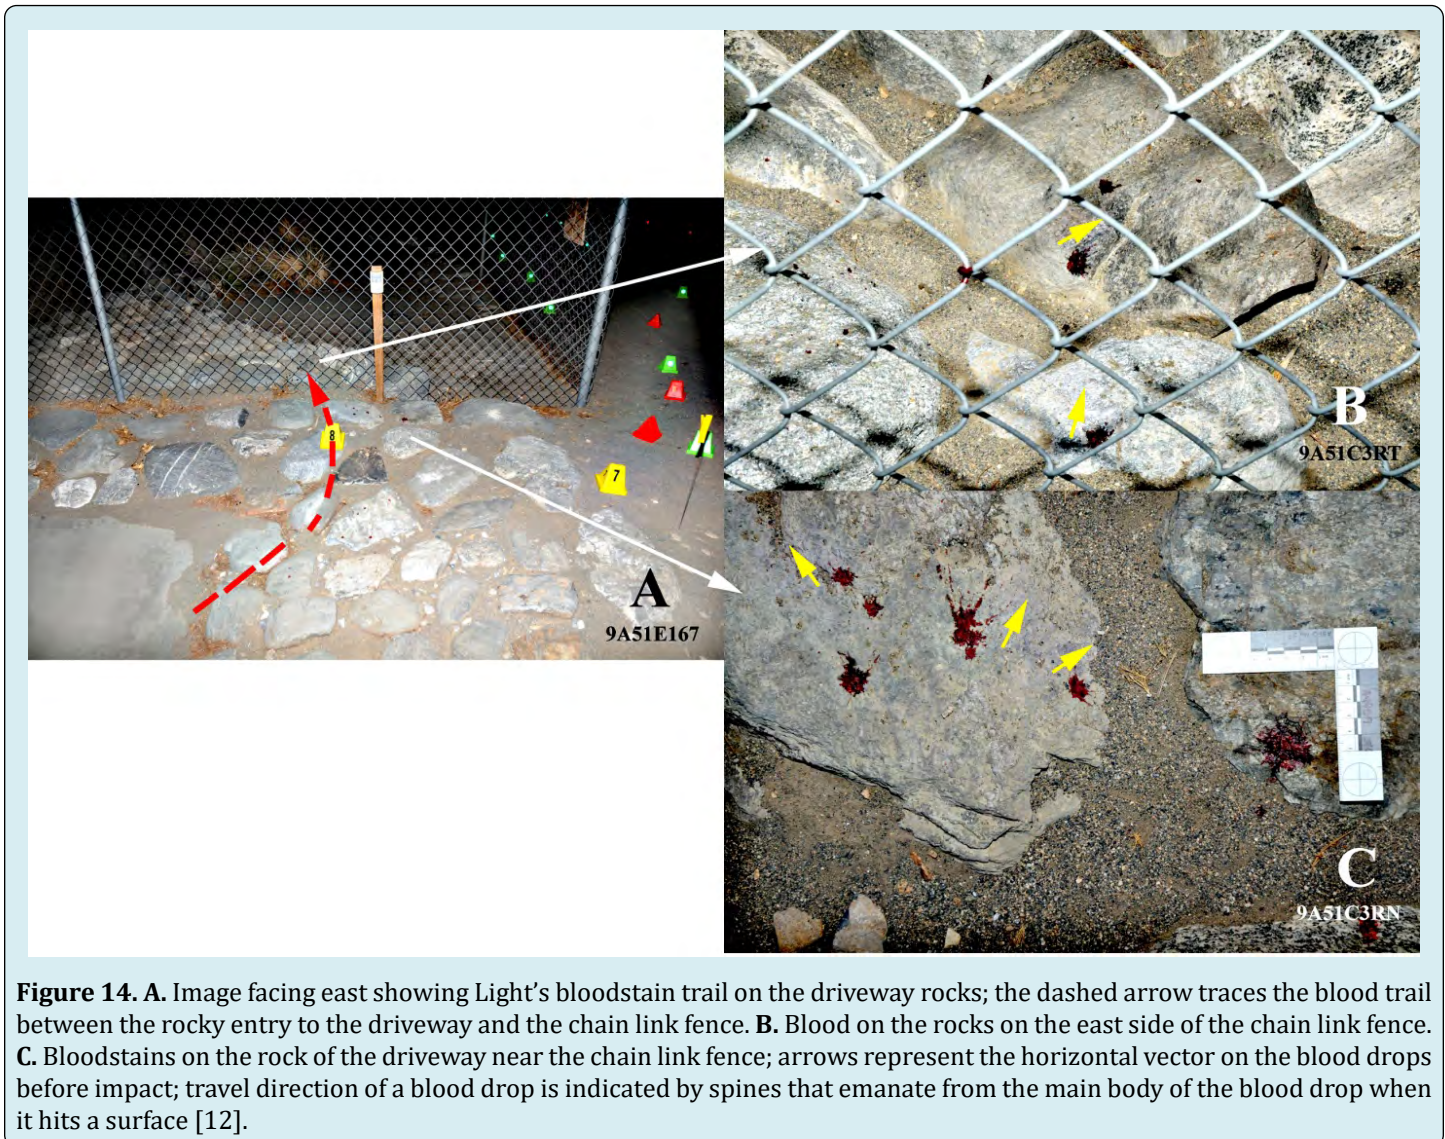 8
7
A
9A51E167
B
9A51C3RT
C
9A51C3RN
Figure 14. A. Image facing east showing Light’s bloodstain trail on the driveway rocks; the dashed arrow traces the blood trail
between the rocky entry to the driveway and the chain link fence. B. Blood on the rocks on the east side of the chain link fence.
C. Bloodstains on the rock of the driveway near the chain link fence; arrows represent the horizontal vector on the blood drops
before impact; travel direction of a blood drop is indicated by spines that emanate from the main body of the blood drop when
it hits a surface [12].